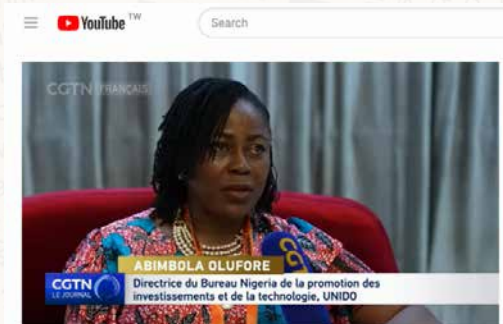 YouTube TW
Search
CGTN FRANÇAIS
ABIMBOLA OLUFORE
CGTN
LE JOURNAL
Directrice du Bureau Nigeria de la promotion des
investissements et de la technologie, UNIDO